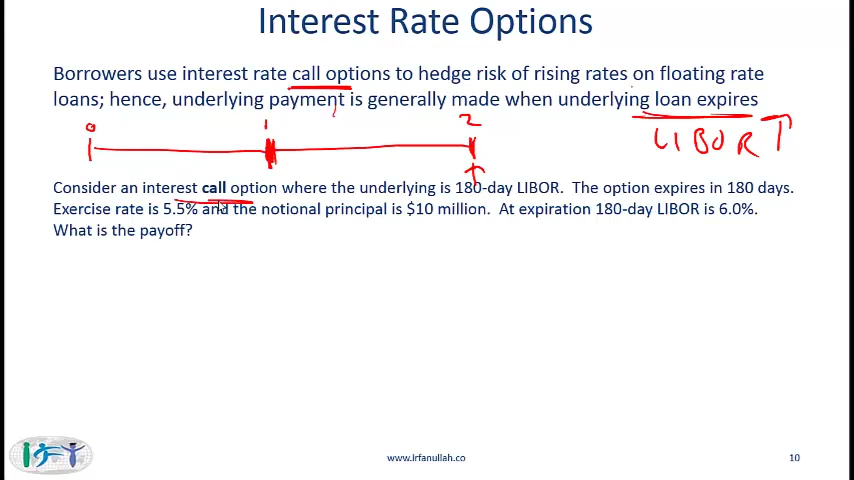 Interest Rate Options
Borrowers use interest rate call options to hedge risk of rising rates on floating rate
loans; hence, underlying payment is generally made when underlying loan expires
0 1 2
LIBOR ↑
Consider an interest call option where the underlying is 180-day LIBOR. The option expires in 180 days.
Exercise rate is 5.5% and the notional principal is $10 million. At expiration 180-day LIBOR is 6.0%.
What is the payoff?
www.irfanullah.co
10